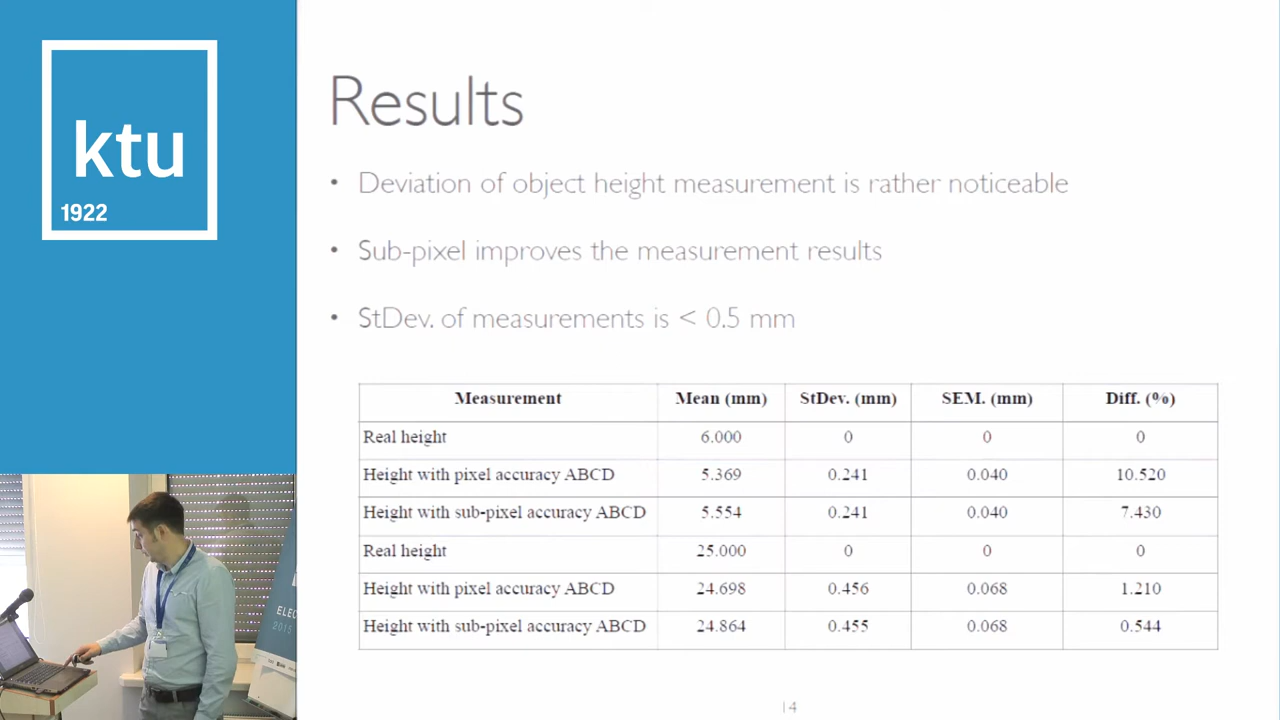 ktu
1922
Results
• Deviation of object height measurement is rather noticeable
• Sub-pixel improves the measurement results
• StDev. of measurements is < 0.5 mm
Measurement Mean (mm) StDev. (mm) SEM. (mm) Diff. (%)
Real height 6.000 0 0 0
Height with pixel accuracy ABCD 5.369 0.241 0.040 10.520
Height with sub-pixel accuracy ABCD 5.554 0.241 0.040 7.430
Real height 25.000 0 0 0
Height with pixel accuracy ABCD 24.698 0.456 0.068 1.210
Height with sub-pixel accuracy ABCD 24.864 0.455 0.068 0.544
ELEC
2015
14